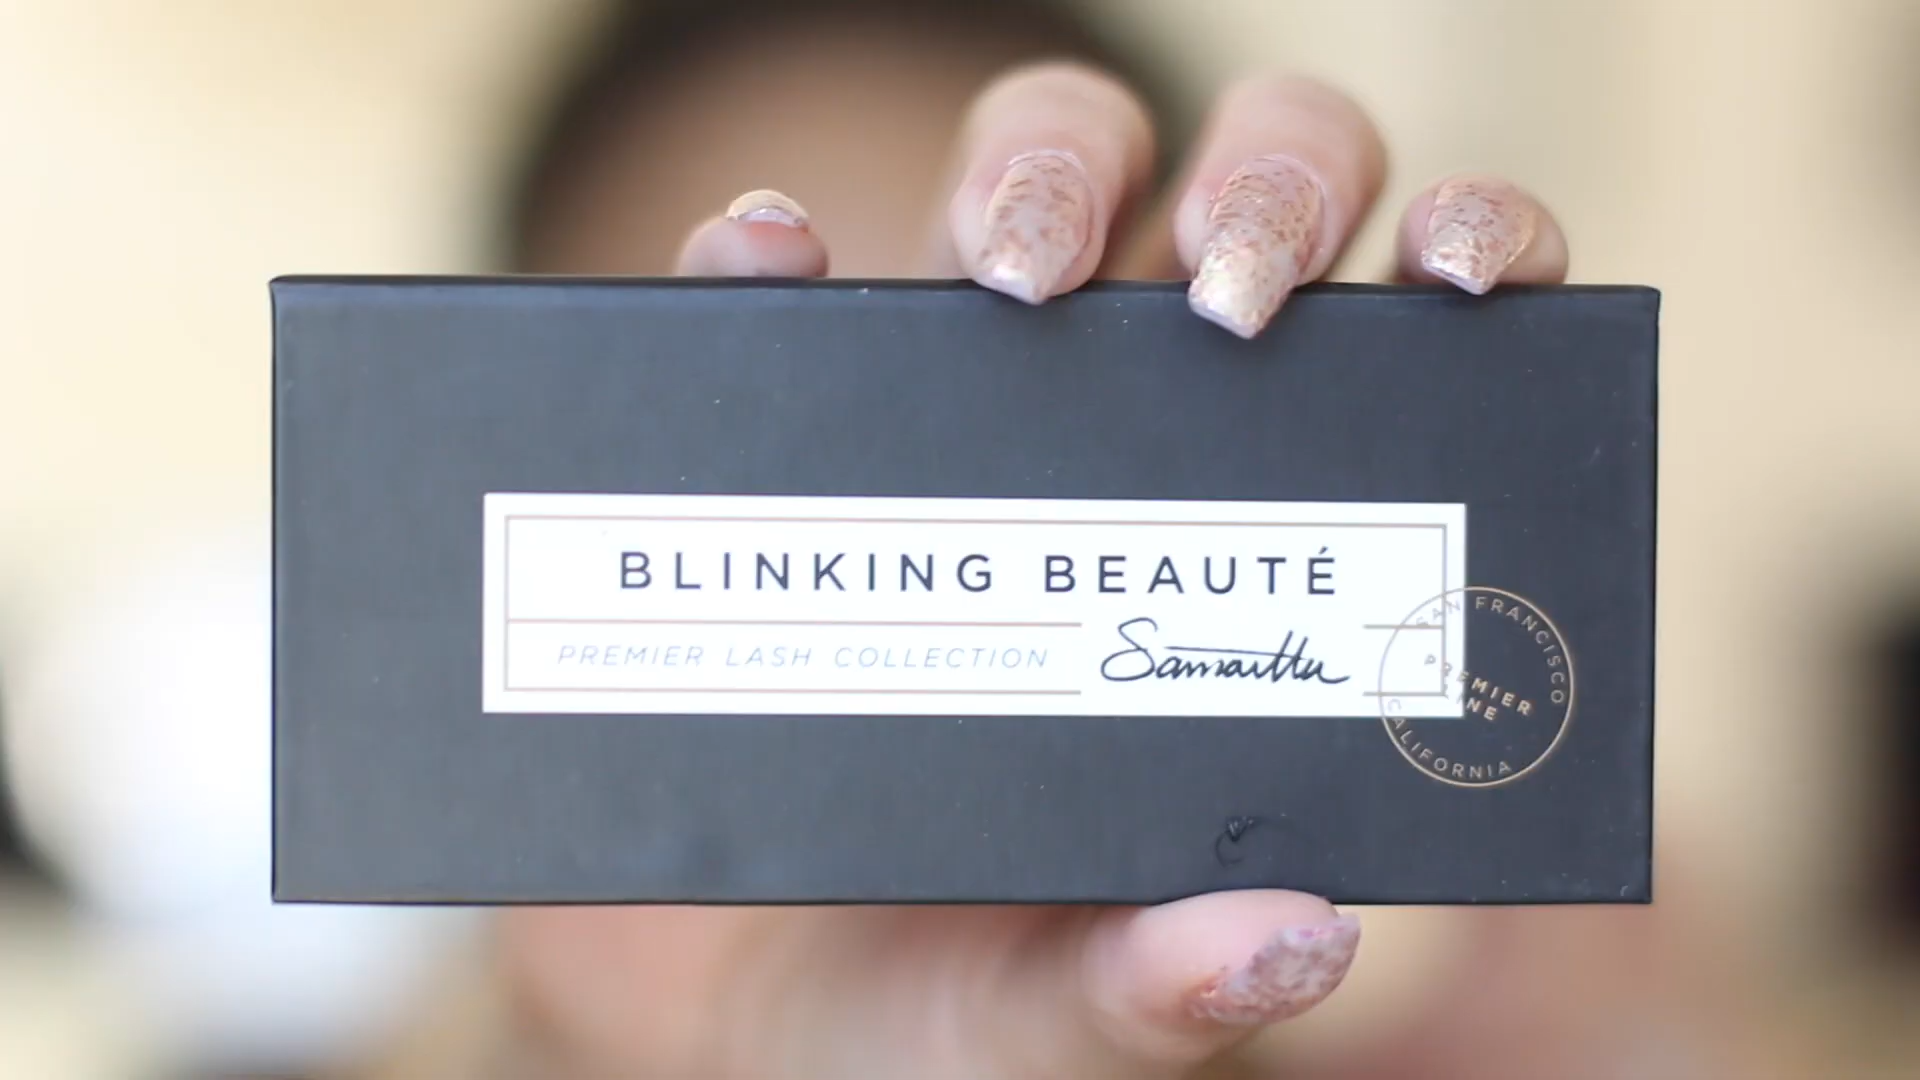 BLINKING BEAUTÉ
PREMIER LASH COLLECTION
Samantha
SAN FRANCISCO
PREMIER
LINE
CALIFORNIA